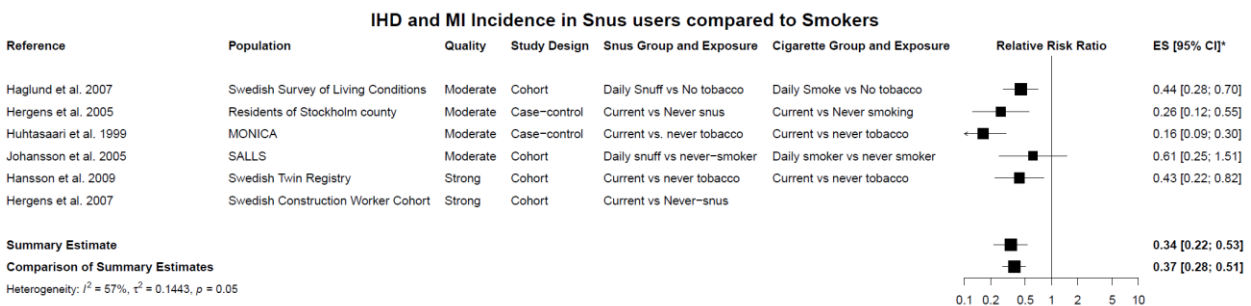 IHD and MI Incidence in Snus users compared to Smokers
Reference Population Quality Study Design Snus Group and Exposure Cigarette Group and Exposure Relative Risk Ratio ES [95% CI]*
Haglund et al. 2007 Swedish Survey of Living Conditions Moderate Cohort Daily Snuff vs No tobacco Daily Smoke vs No tobacco 0.44 [0.28; 0.70]
Hergens et al. 2005 Residents of Stockholm county Moderate Case−control Current vs Never snus Current vs Never smoking 0.26 [0.12; 0.55]
Huhtasaari et al. 1999 MONICA Moderate Case−control Current vs. never tobacco Current vs never tobacco 0.16 [0.09; 0.30]
Johansson et al. 2005 SALLS Moderate Cohort Daily snuff vs never−smoker Daily smoker vs never smoker 0.61 [0.25; 1.51]
Hansson et al. 2009 Swedish Twin Registry Strong Cohort Current vs never tobacco Current vs never tobacco 0.43 [0.22; 0.82]
Hergens et al. 2007 Swedish Construction Worker Cohort Strong Cohort Current vs Never−snus
Summary Estimate 0.34 [0.22; 0.53]
Comparison of Summary Estimates 0.37 [0.28; 0.51]
Heterogeneity: I² = 57%, τ² = 0.1443, p = 0.05
0.1 0.2 0.5 1 2 5 10